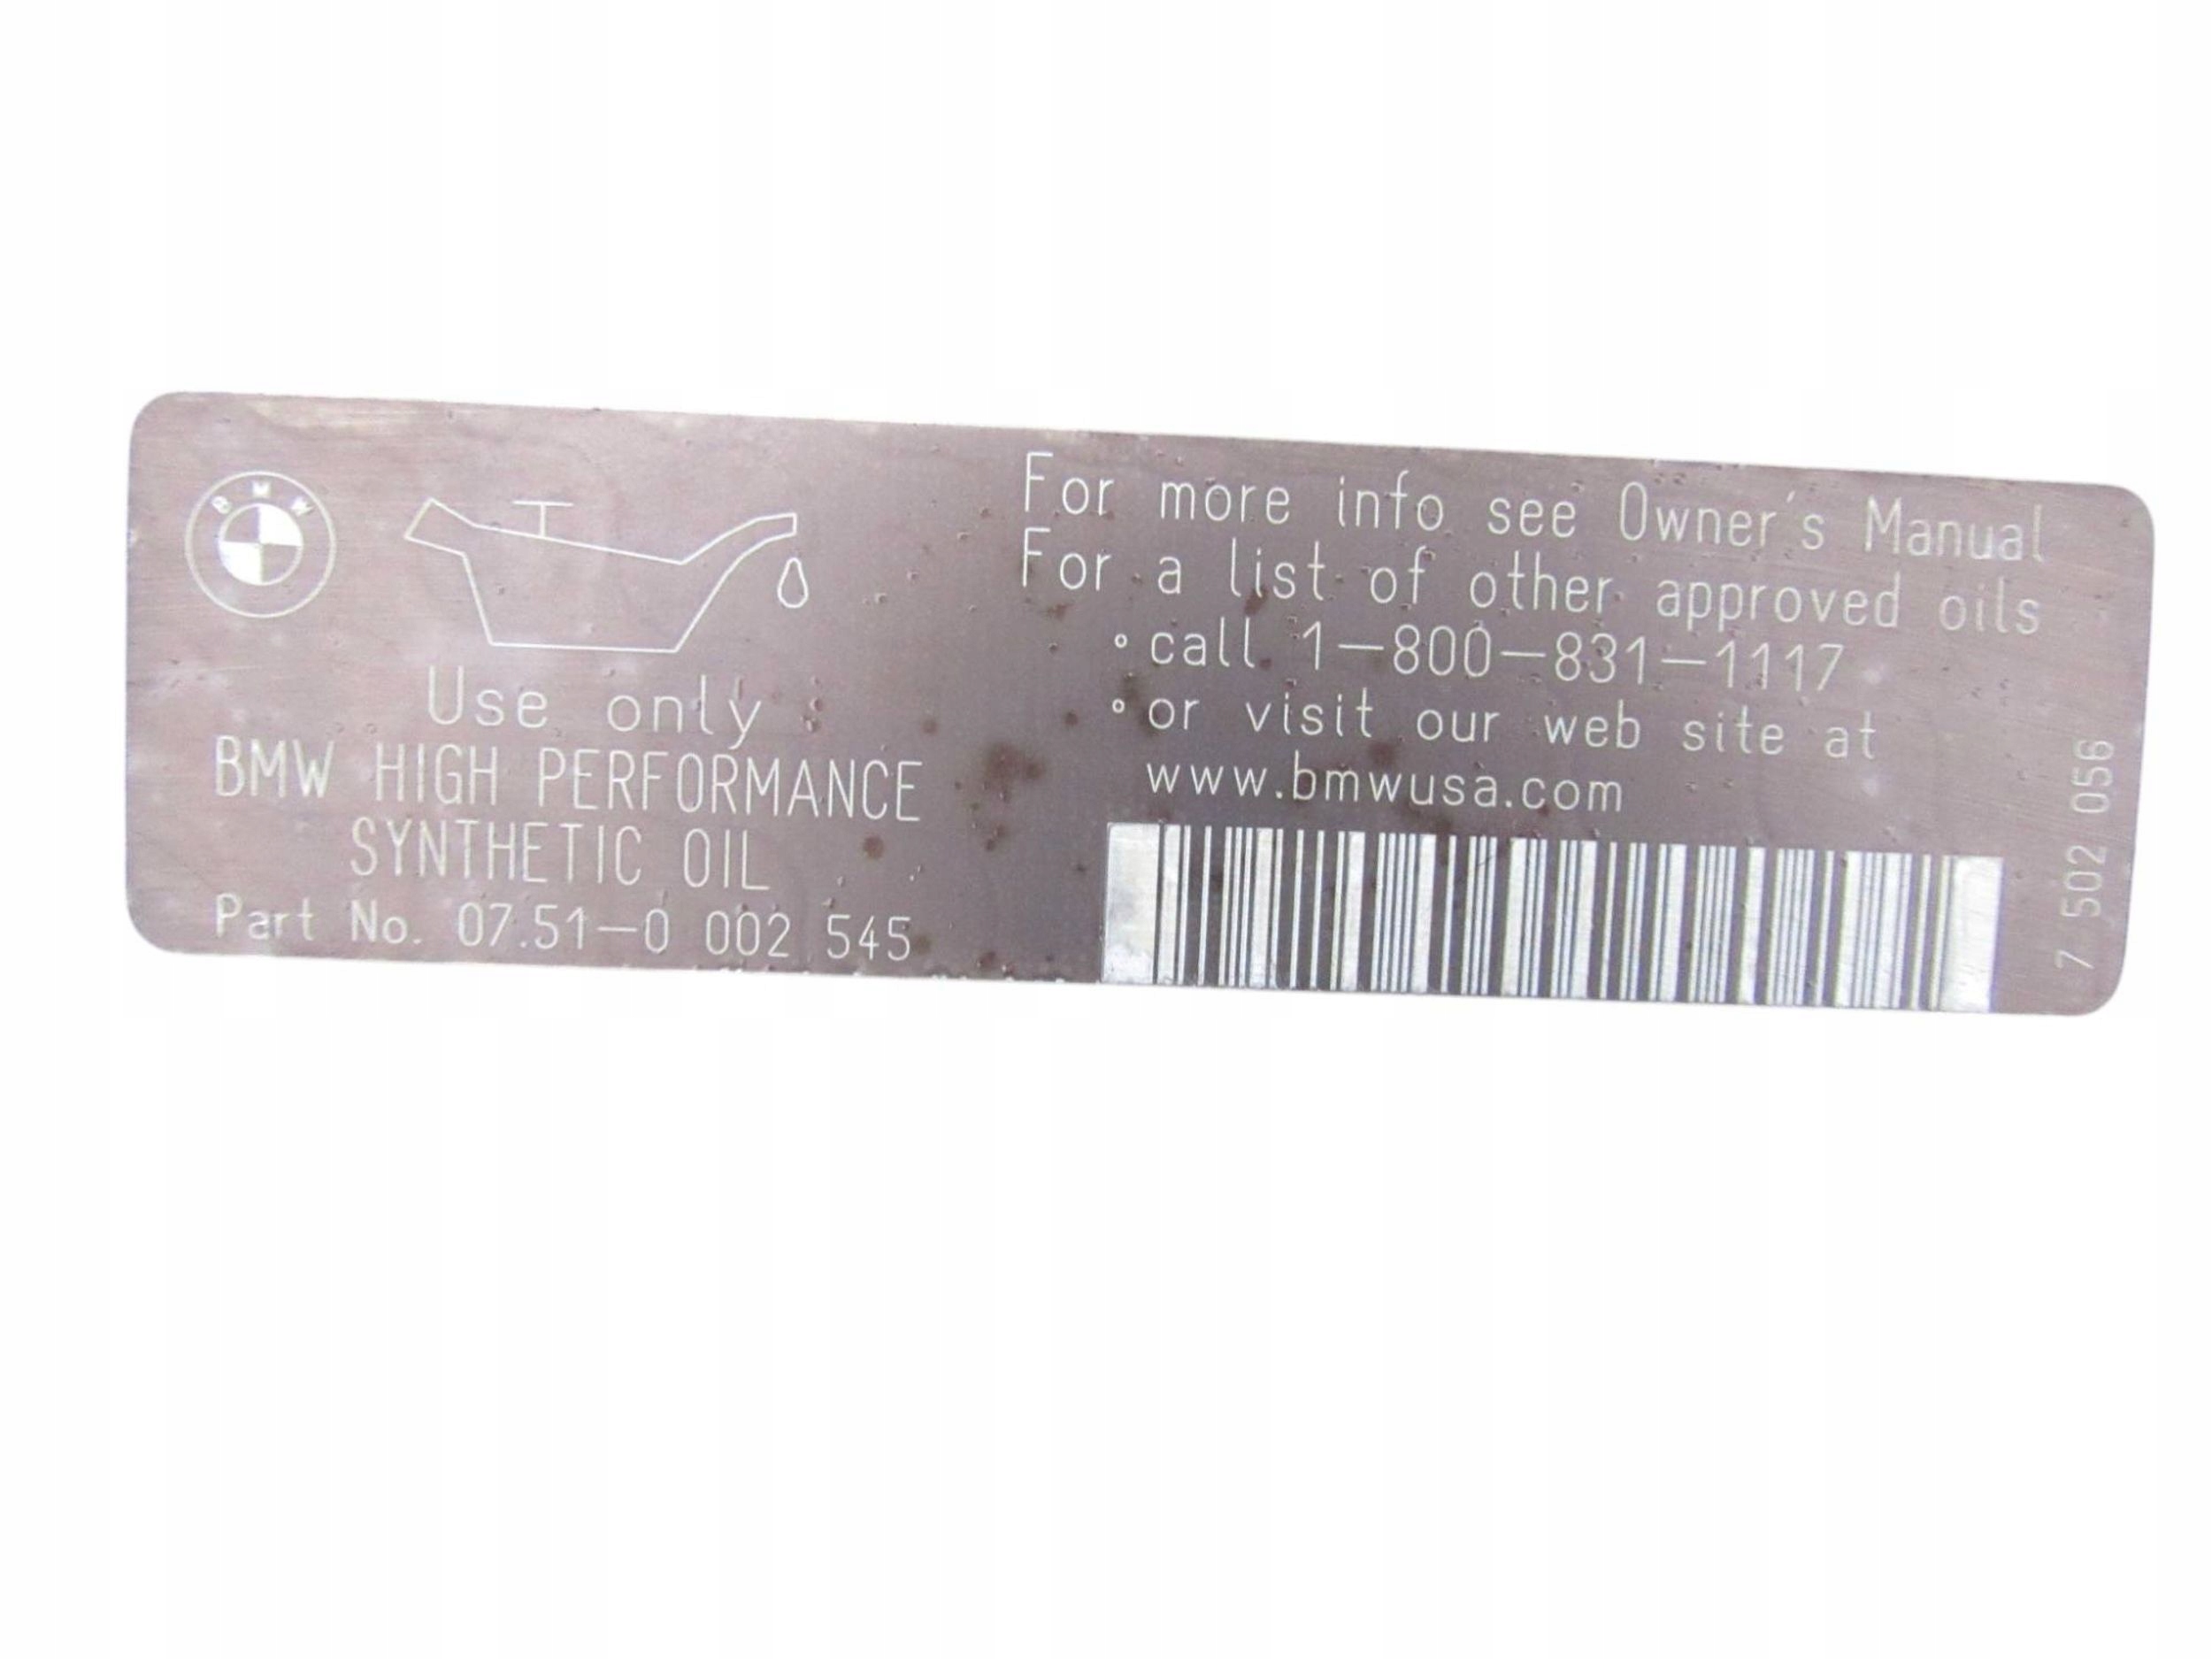 BMW
Use only
BMW HIGH PERFORMANCE
SYNTHETIC OIL
Part No. 07.51-0 002 545
For more info see Owner's Manual
For a list of other approved oils
° call 1-800-831-1117
° or visit our web site at
www.bmwusa.com
7 502 056